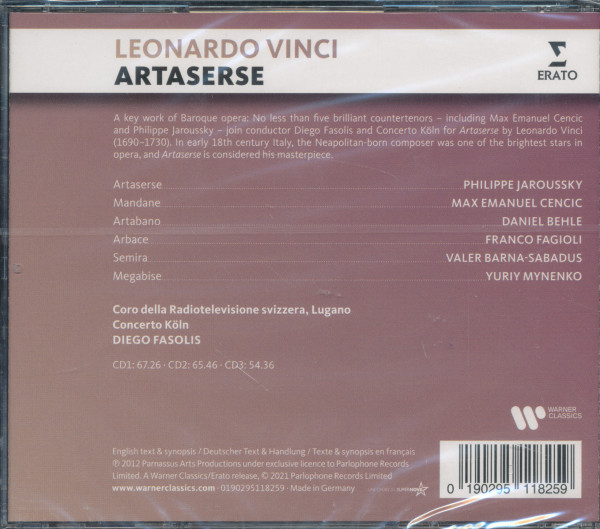 LEONARDO VINCI
ARTASERSE
ERATO
A key work of Baroque opera: No less than five brilliant countertenors – including Max Emanuel Cencic
and Philippe Jaroussky – join conductor Diego Fasolis and Concerto Köln for Artaserse by Leonardo Vinci
(1690–1730). In early 18th century Italy, the Neapolitan-born composer was one of the brightest stars in
opera, and Artaserse is considered his masterpiece.
Artaserse PHILIPPE JAROUSSKY
Mandane MAX EMANUEL CENCIC
Artabano DANIEL BEHLE
Arbace FRANCO FAGIOLI
Semira VALER BARNA-SABADUS
Megabise YURIY MYNENKO
Coro della Radiotelevisione svizzera, Lugano
Concerto Köln
DIEGO FASOLIS
CD1: 67.26 · CD2: 65.46 · CD3: 54.36
WARNER
CLASSICS
English text & synopsis / Deutscher Text & Handlung / Texte & synopsis en français
℗ 2012 Parnassus Arts Productions under exclusive licence to Parlophone Records
Limited. A Warner Classics/Erato release, © 2021 Parlophone Records Limited
www.warnerclassics.com · 0190295118259 · Made in Germany
0 190295 118259